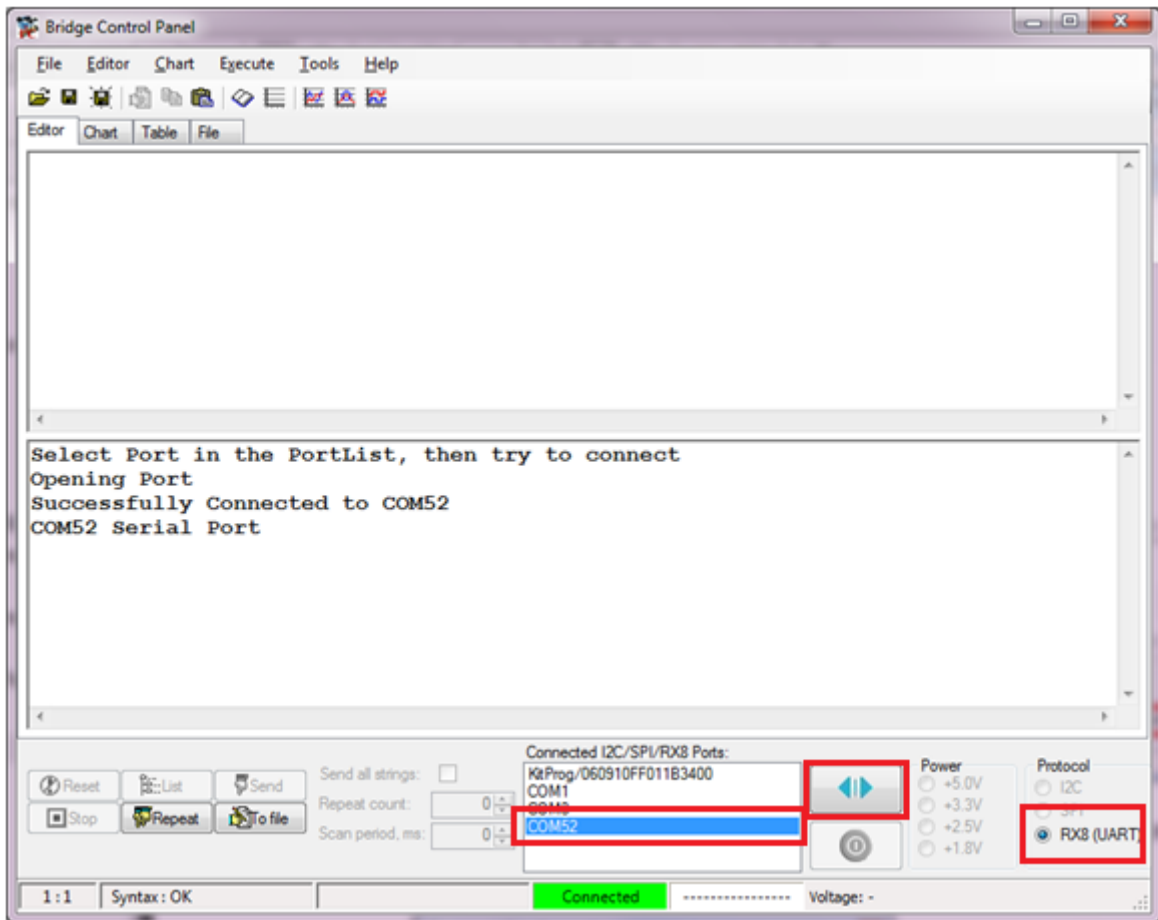 Bridge Control Panel
File Editor Chart Execute Tools Help
Editor Chart Table File
Select Port in the PortList, then try to connect
Opening Port
Successfully Connected to COM52
COM52 Serial Port
Connected I2C/SPI/RX8 Ports:
Reset List Send
Stop Repeat To file
Send all strings:
Repeat count: 0
Scan period, ms: 0
KitProg/060910FF011B3400
COM1
COM52
Power
+5.0V
+3.3V
+2.5V
+1.8V
Protocol
I2C
SPI
RX8 (UART)
1:1 Syntax: OK Connected ---------------- Voltage: -